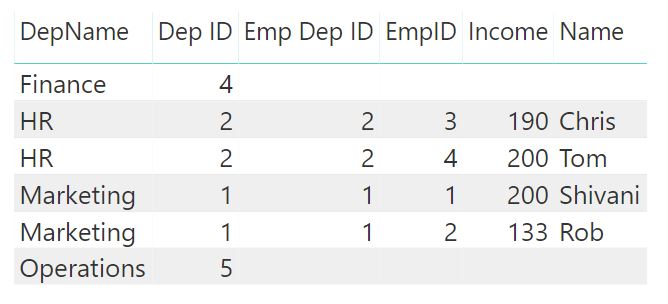 DepName Dep ID Emp Dep ID EmpID Income Name
Finance 4
HR 2 2 3 190 Chris
HR 2 2 4 200 Tom
Marketing 1 1 1 200 Shivani
Marketing 1 1 2 133 Rob
Operations 5